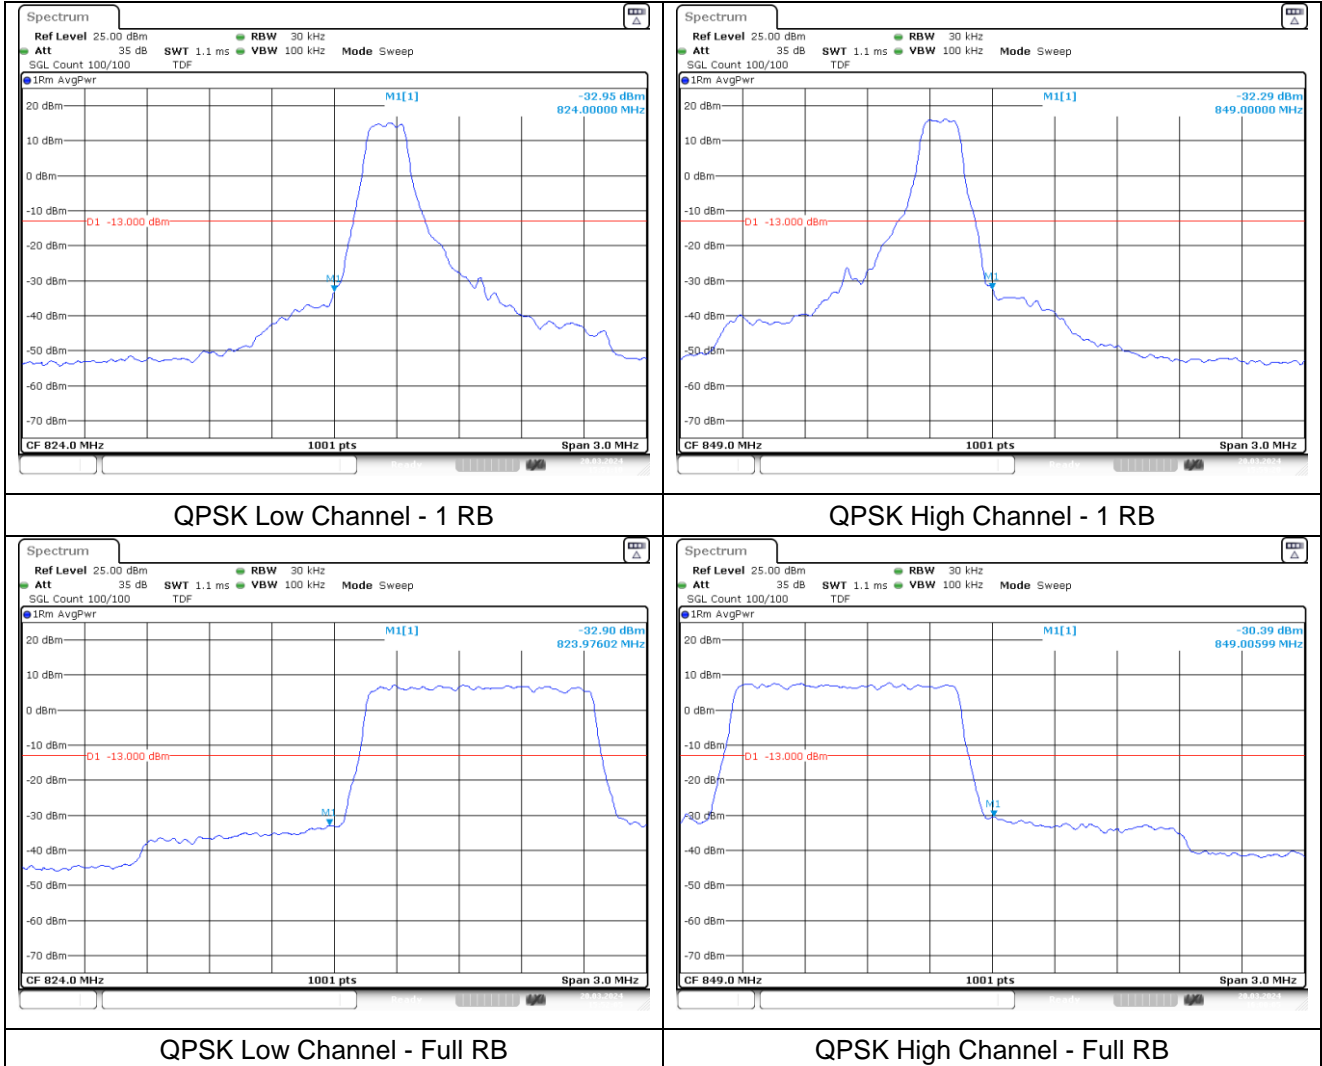 Spectrum
Ref Level 25.00 dBm RBW 30 kHz
Att 35 dB SWT 1.1 ms VBW 100 kHz Mode Sweep
SGL Count 100/100 TDF
1Rm AvgPwr
M1[1] -32.95 dBm
824.00000 MHz
20 dBm
10 dBm
0 dBm
-10 dBm
D1 -13.000 dBm
-20 dBm
-30 dBm
M1
-40 dBm
-50 dBm
-60 dBm
-70 dBm
CF 824.0 MHz 1001 pts Span 3.0 MHz
Ready 20.03.2024
QPSK Low Channel - 1 RB
Spectrum
Ref Level 25.00 dBm RBW 30 kHz
Att 35 dB SWT 1.1 ms VBW 100 kHz Mode Sweep
SGL Count 100/100 TDF
1Rm AvgPwr
M1[1] -32.29 dBm
849.00000 MHz
20 dBm
10 dBm
0 dBm
-10 dBm
D1 -13.000 dBm
-20 dBm
-30 dBm
M1
-40 dBm
-50 dBm
-60 dBm
-70 dBm
CF 849.0 MHz 1001 pts Span 3.0 MHz
Ready
QPSK High Channel - 1 RB
Spectrum
Ref Level 25.00 dBm RBW 30 kHz
Att 35 dB SWT 1.1 ms VBW 100 kHz Mode Sweep
SGL Count 100/100 TDF
1Rm AvgPwr
M1[1] -32.90 dBm
823.97602 MHz
20 dBm
10 dBm
0 dBm
-10 dBm
D1 -13.000 dBm
-20 dBm
-30 dBm
M1
-40 dBm
-50 dBm
-60 dBm
-70 dBm
CF 824.0 MHz 1001 pts Span 3.0 MHz
Ready 20.03.2024
QPSK Low Channel - Full RB
Spectrum
Ref Level 25.00 dBm RBW 30 kHz
Att 35 dB SWT 1.1 ms VBW 100 kHz Mode Sweep
SGL Count 100/100 TDF
1Rm AvgPwr
M1[1] -30.39 dBm
849.00599 MHz
20 dBm
10 dBm
0 dBm
-10 dBm
D1 -13.000 dBm
-20 dBm
-30 dBm
M1
-40 dBm
-50 dBm
-60 dBm
-70 dBm
CF 849.0 MHz 1001 pts Span 3.0 MHz
Ready 20.03.2024
QPSK High Channel - Full RB